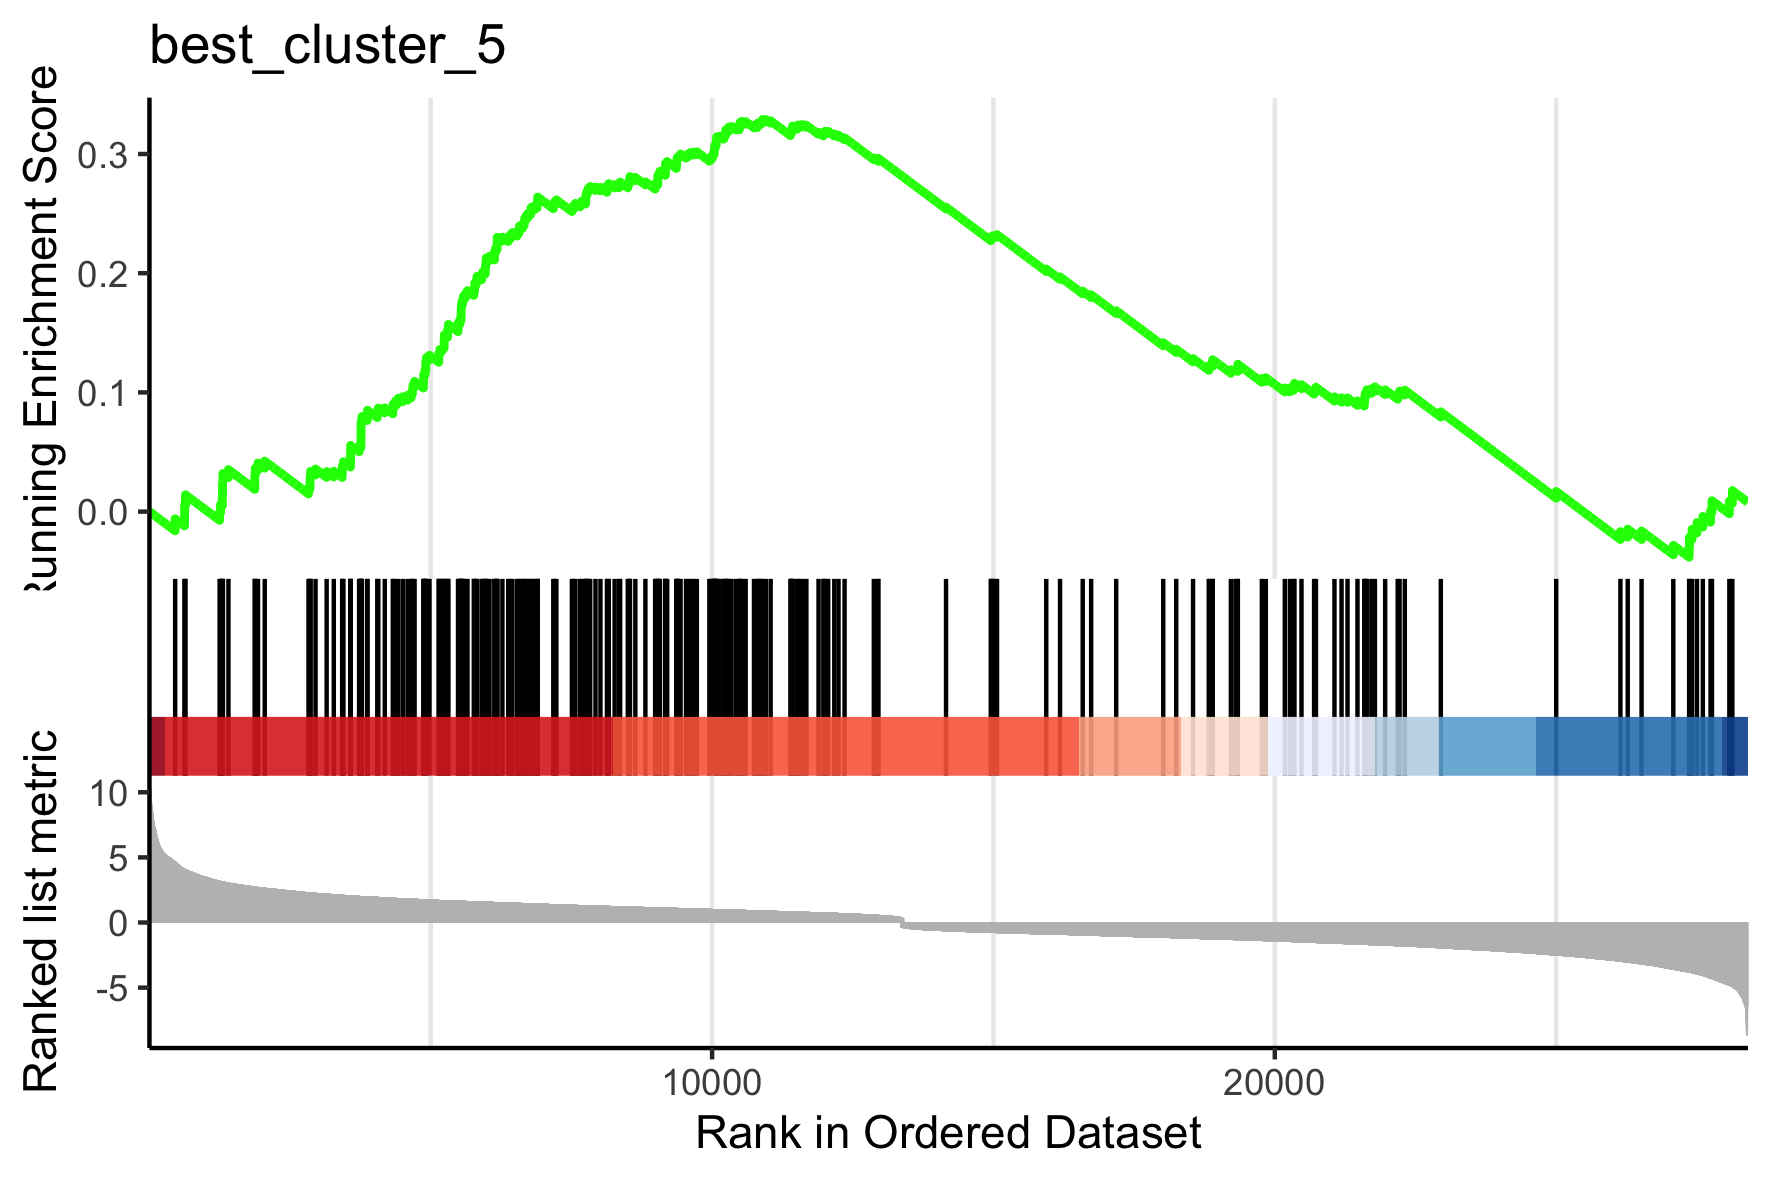 best_cluster_5
Running Enrichment Score
0.3
0.2
0.1
0.0
Ranked list metric
10
5
0
-5
10000
20000
Rank in Ordered Dataset